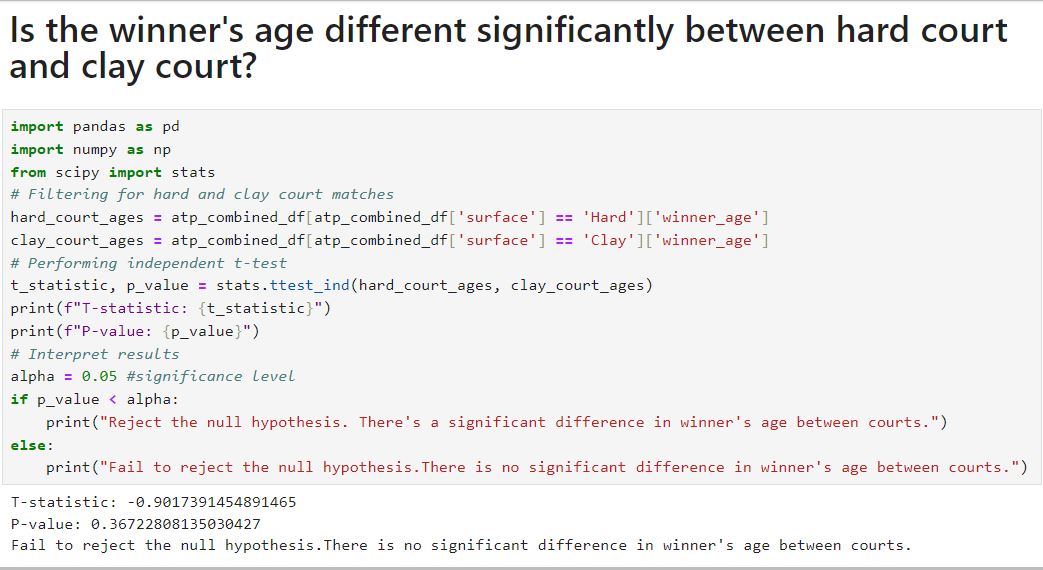 Is the winner's age different significantly between hard court
and clay court?
import pandas as pd
import numpy as np
from scipy import stats
# Filtering for hard and clay court matches
hard_court_ages = atp_combined_df[atp_combined_df['surface'] == 'Hard']['winner_age']
clay_court_ages = atp_combined_df[atp_combined_df['surface'] == 'Clay']['winner_age']
# Performing independent t-test
t_statistic, p_value = stats.ttest_ind(hard_court_ages, clay_court_ages)
print(f"T-statistic: {t_statistic}")
print(f"P-value: {p_value}")
# Interpret results
alpha = 0.05 #significance level
if p_value < alpha:
    print("Reject the null hypothesis. There's a significant difference in winner's age between courts.")
else:
    print("Fail to reject the null hypothesis.There is no significant difference in winner's age between courts.")
T-statistic: -0.9017391454891465
P-value: 0.36722808135030427
Fail to reject the null hypothesis.There is no significant difference in winner's age between courts.